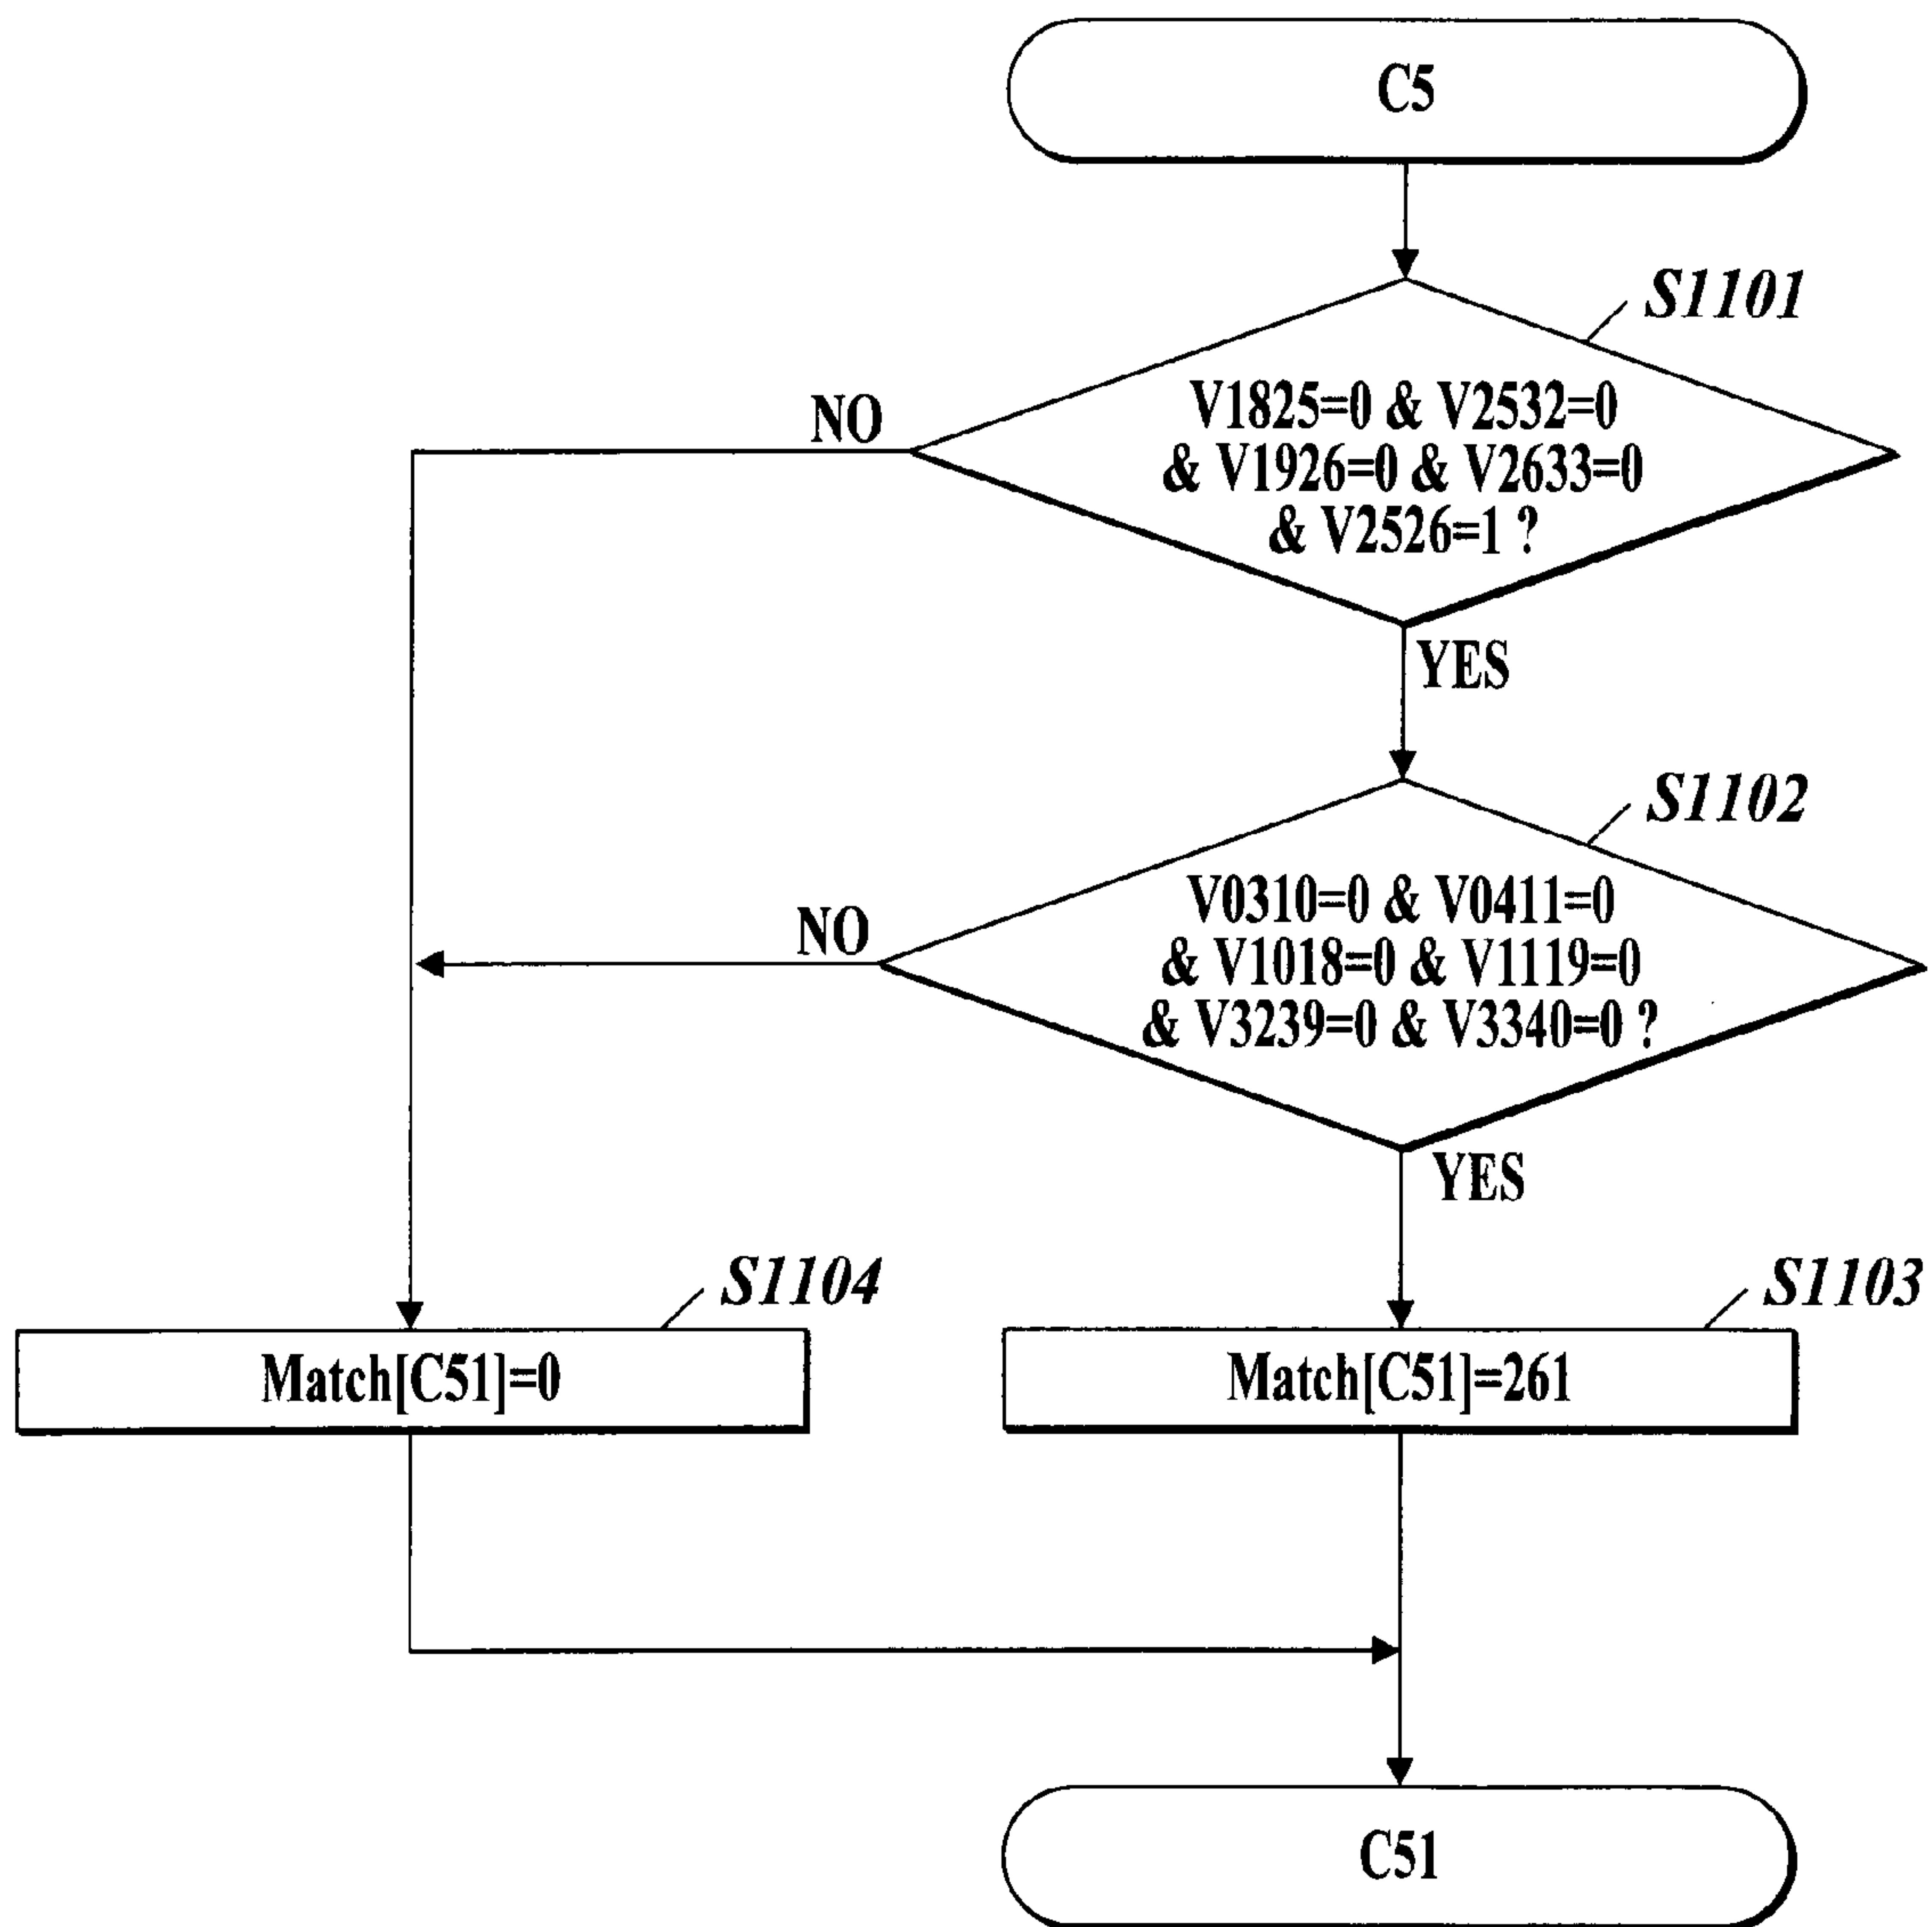 C5
S1101
V1825=0 & V2532=0
& V1926=0 & V2633=0
& V2526=1 ?
NO
YES
S1102
V0310=0 & V0411=0
& V1018=0 & V1119=0
& V3239=0 & V3340=0 ?
NO
YES
S1104
S1103
Match[C51]=0
Match[C51]=261
C51